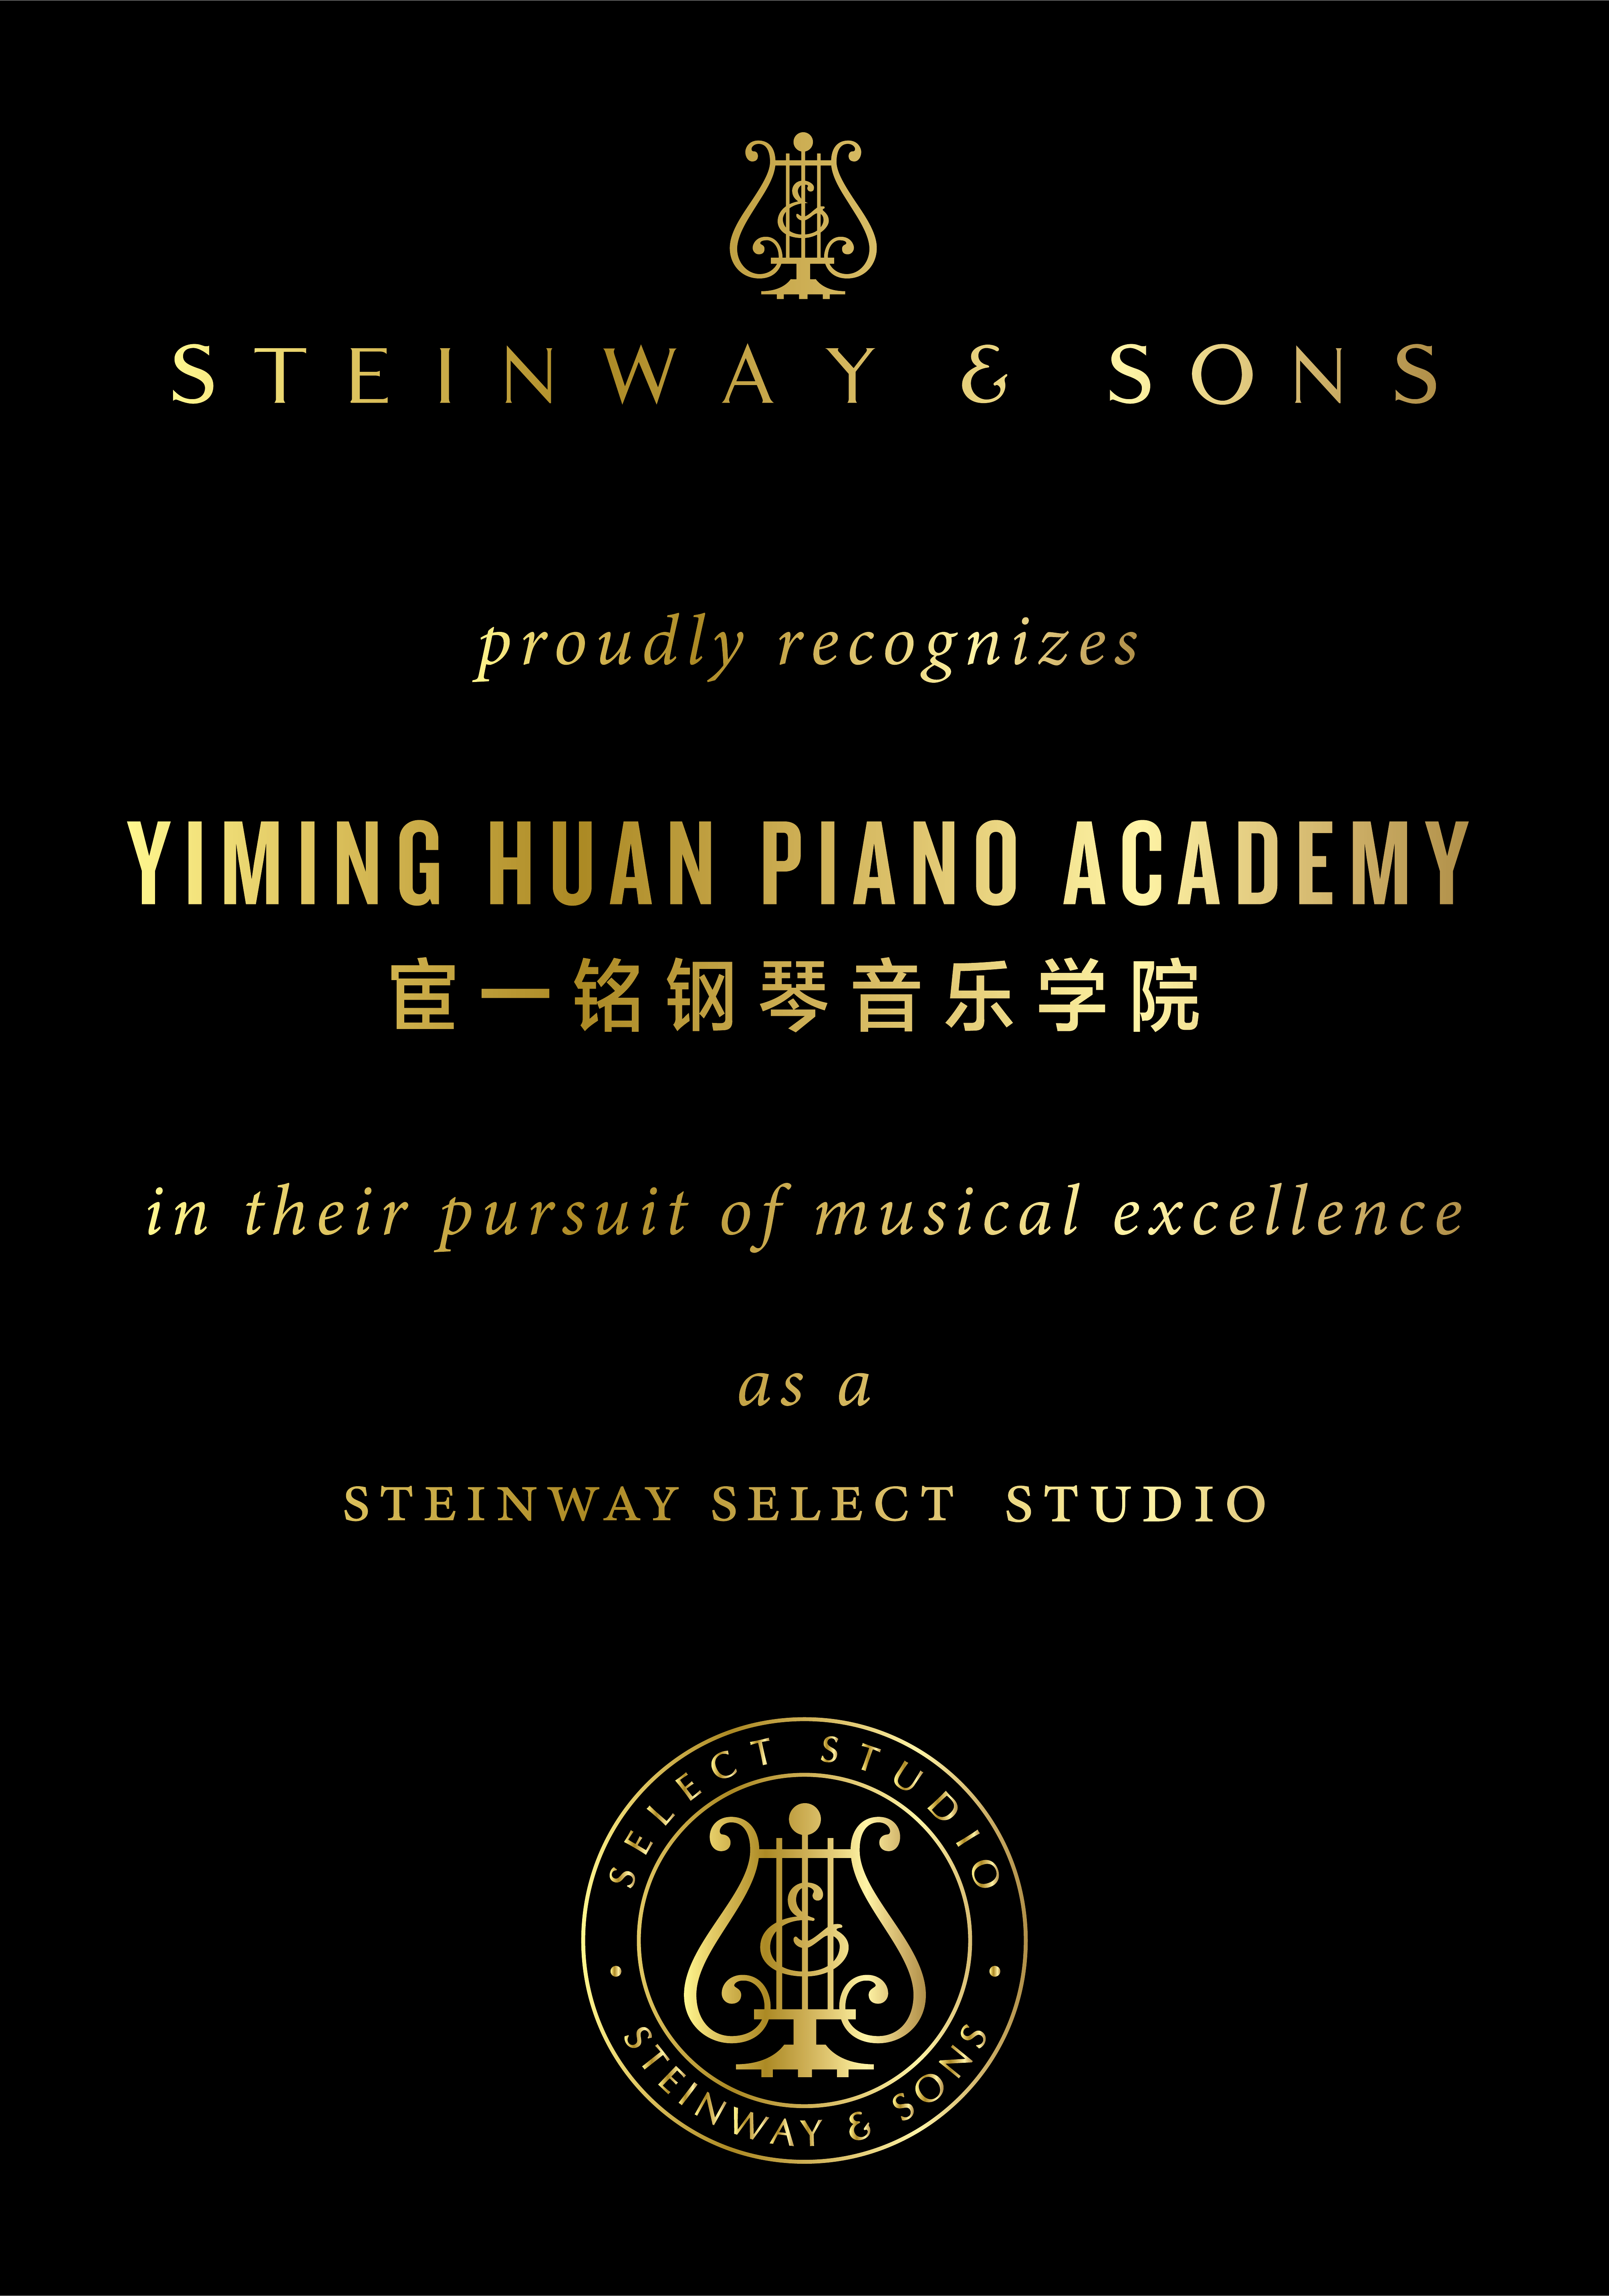 STEINWAY & SONS
proudly recognizes
YIMING HUAN PIANO ACADEMY
宦一铭钢琴音乐学院
in their pursuit of musical excellence
as a
STEINWAY SELECT STUDIO
SELECT STUDIO
STEINWAY & SONS